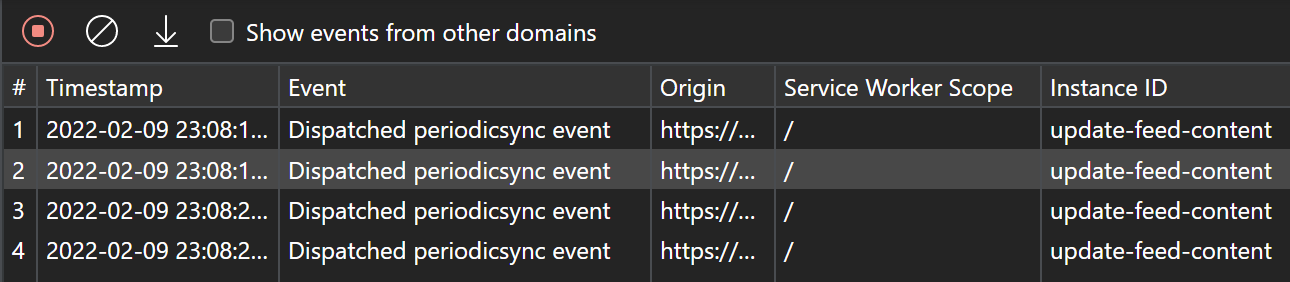 Show events from other domains
# Timestamp Event Origin Service Worker Scope Instance ID
1 2022-02-09 23:08:1... Dispatched periodicsync event https://... / update-feed-content
2 2022-02-09 23:08:1... Dispatched periodicsync event https://... / update-feed-content
3 2022-02-09 23:08:2... Dispatched periodicsync event https://... / update-feed-content
4 2022-02-09 23:08:2... Dispatched periodicsync event https://... / update-feed-content